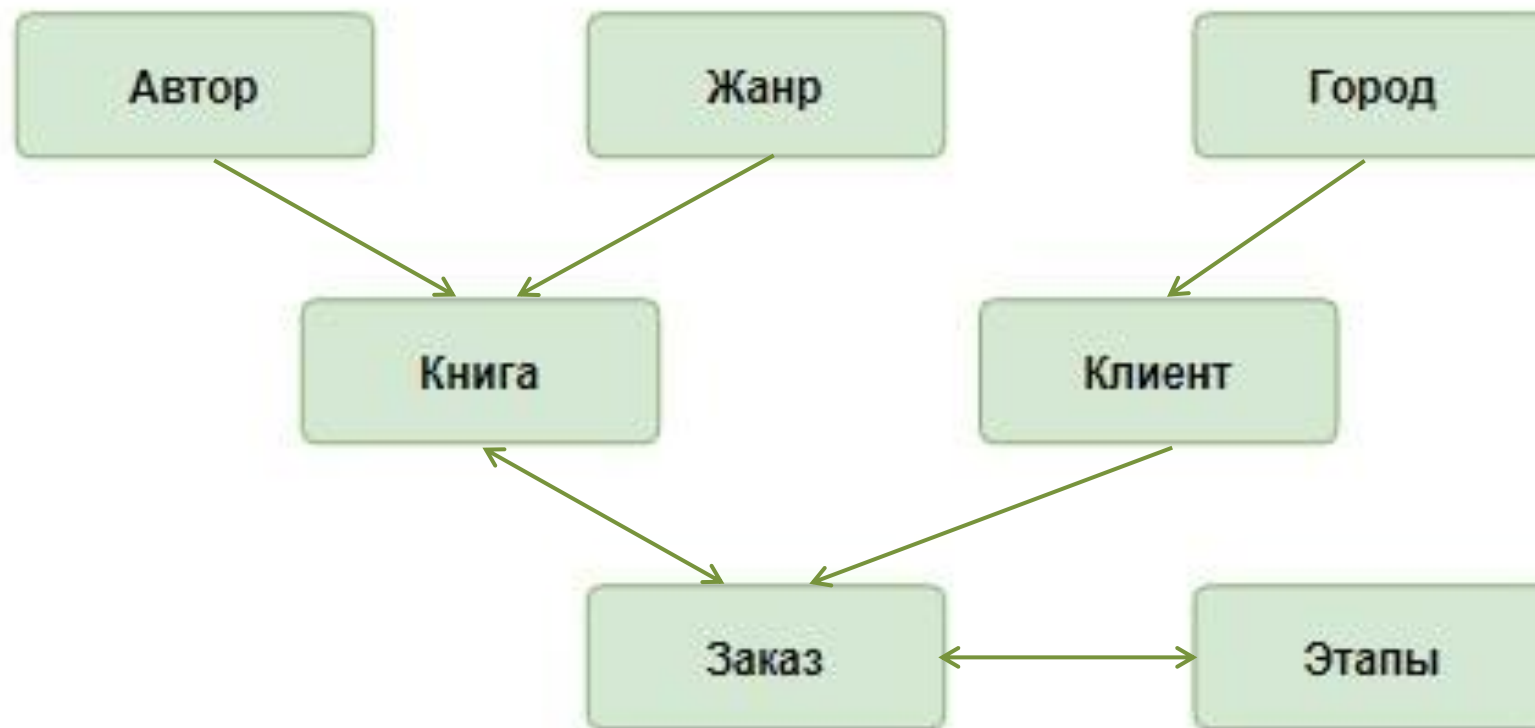 Автор
Жанр
Город
Книга
Клиент
Заказ
Этапы